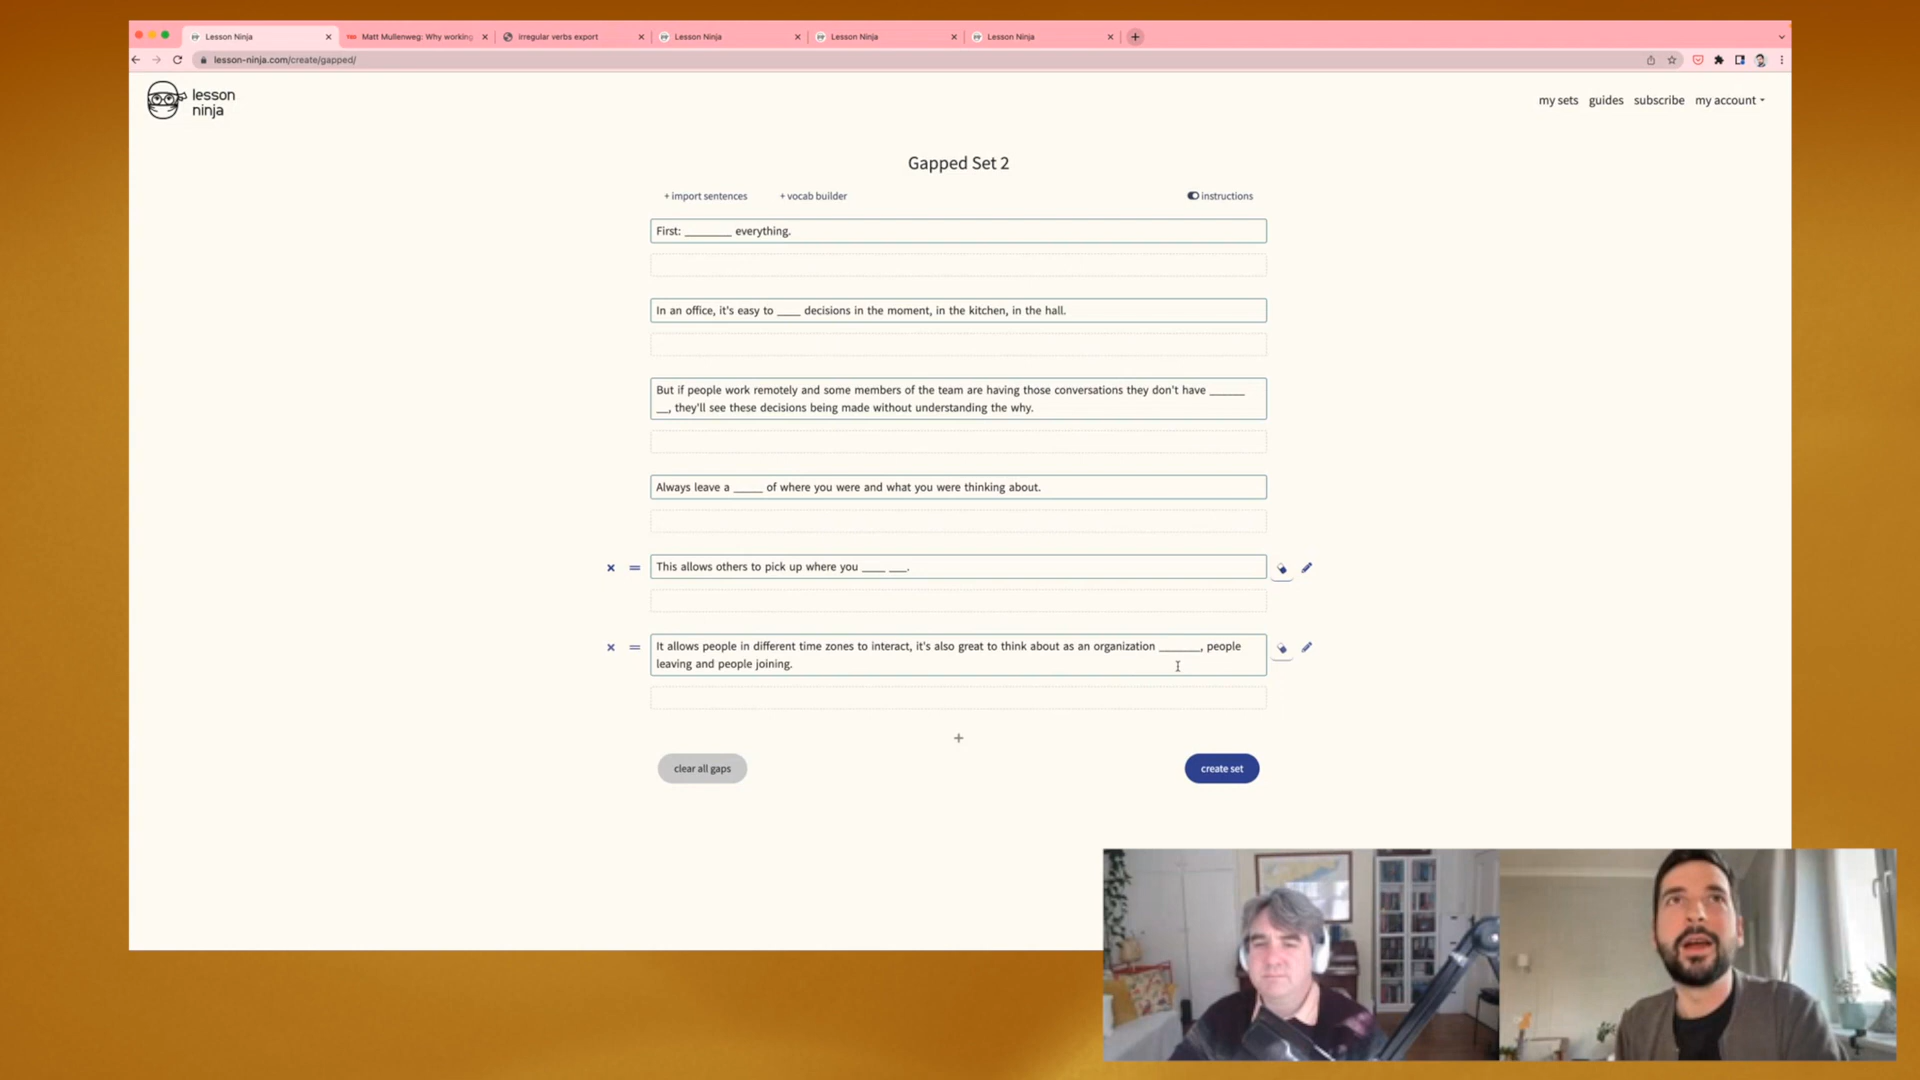 Lesson Ninja
Matt Mullenweg: Why working
irregular verbs export
Lesson Ninja
Lesson Ninja
Lesson Ninja
lesson-ninja.com/create/gapped/
lesson
ninja
my sets
guides
subscribe
my account
Gapped Set 2
+ import sentences
+ vocab builder
instructions
First: ________ everything.
In an office, it's easy to ____ decisions in the moment, in the kitchen, in the hall.
But if people work remotely and some members of the team are having those conversations they don't have ______
__, they'll see these decisions being made without understanding the why.
Always leave a _____ of where you were and what you were thinking about.
This allows others to pick up where you ____ ___.
It allows people in different time zones to interact, it's also great to think about as an organization _______, people
leaving and people joining.
+
clear all gaps
create set